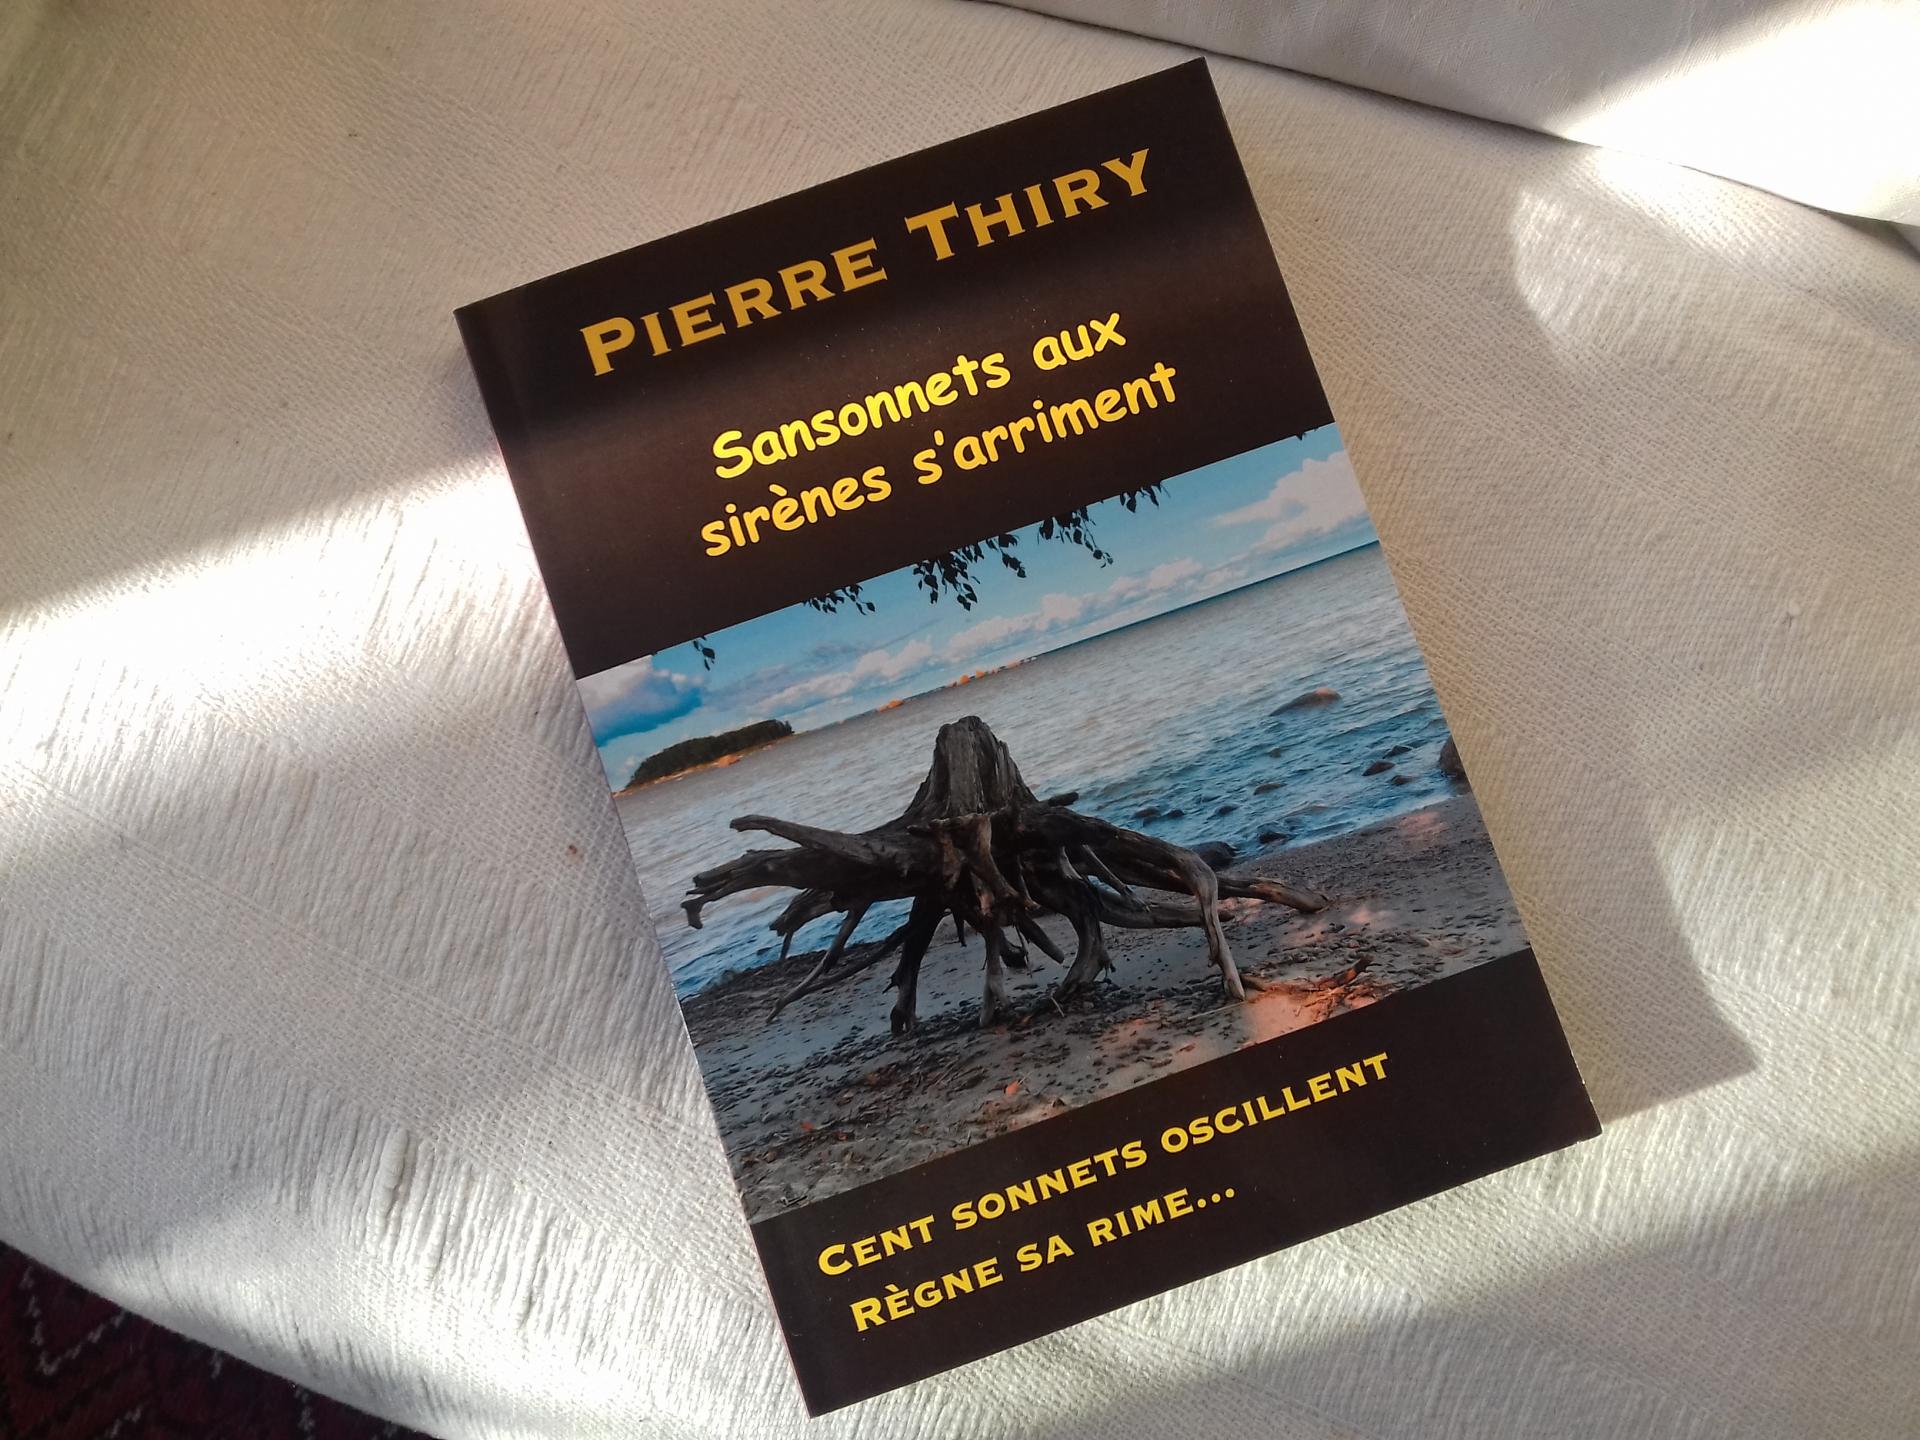 PIERRE THIRY
Sansonnets aux
sirènes s'arriment
CENT SONNETS OSCILLENT
RÈGNE SA RIME...